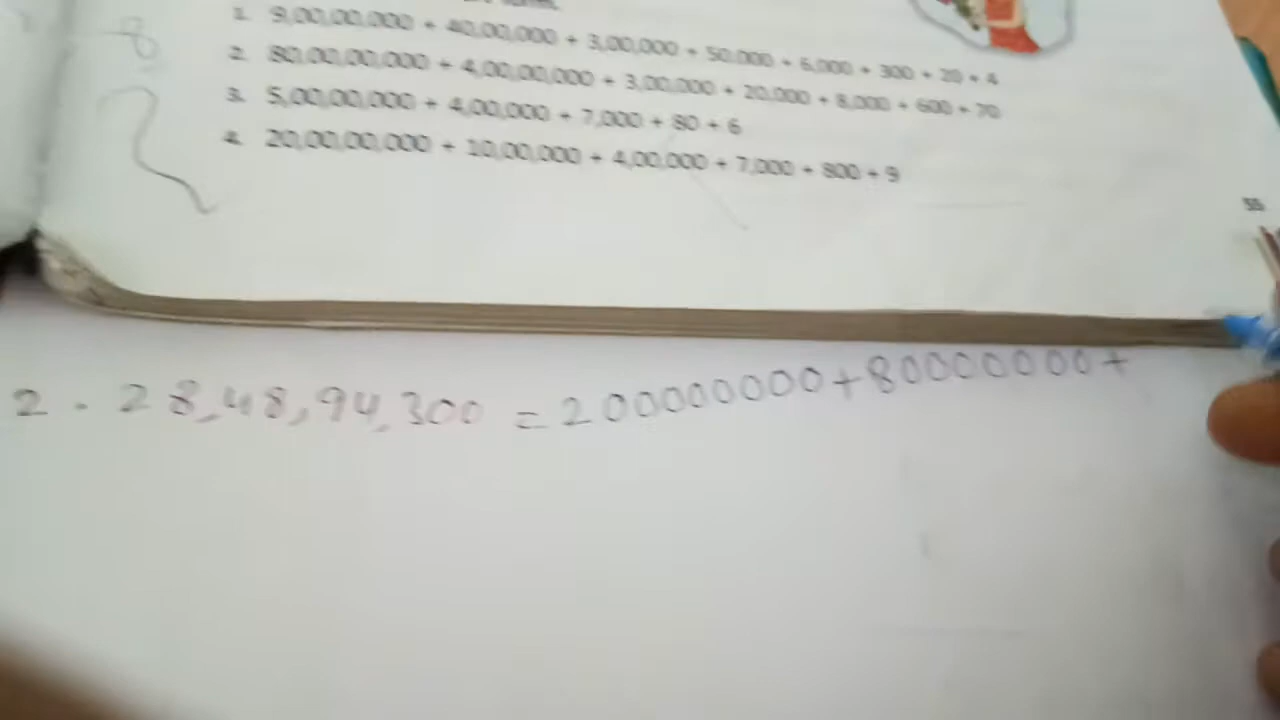 1. 9,00,00,000 + 40,00,000 + 3,00,000 + 50,000 + 6,000 + 300 + 20 + 4
2. 80,00,00,000 + 4,00,00,000 + 3,00,000 + 20,000 + 8,000 + 600 + 70
3. 5,00,00,000 + 4,00,000 + 7,000 + 80 + 6
4. 20,00,00,000 + 10,00,000 + 4,00,000 + 7,000 + 800 + 9
55
2. 28,48,94,300 = 200000000+80000000+